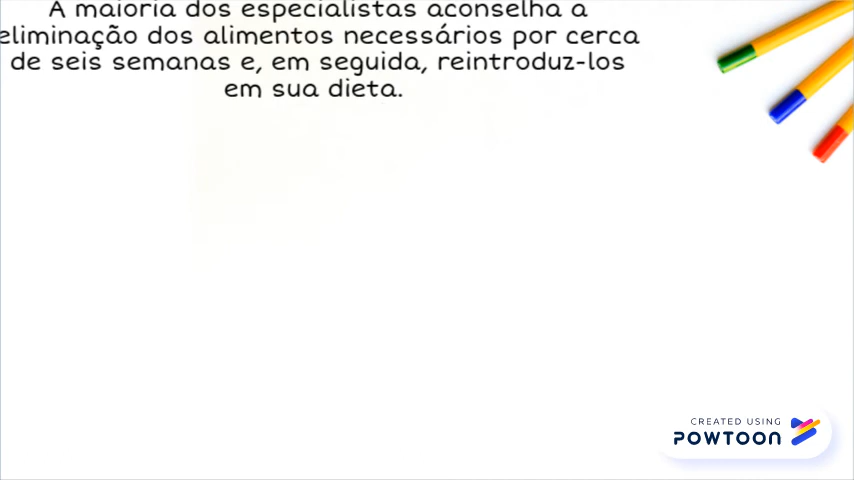 A maioria dos especialistas aconselha a
eliminação dos alimentos necessários por cerca
de seis semanas e, em seguida, reintroduz-los
em sua dieta.
CREATED USING
POWTOON